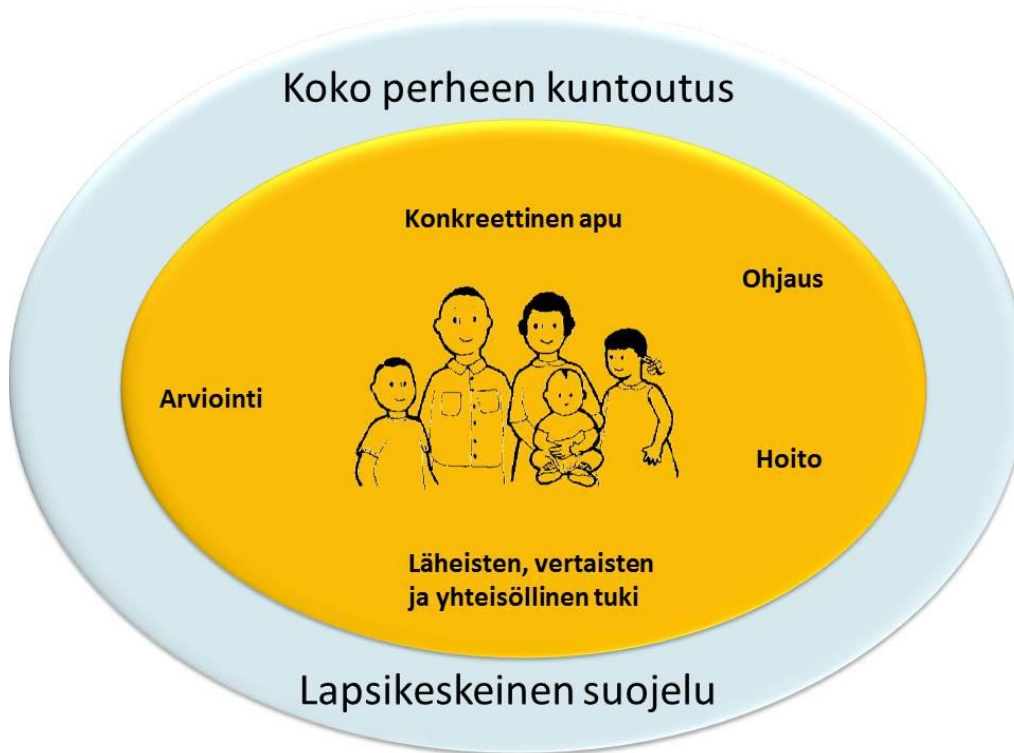 Koko perheen kuntoutus
Konkreettinen apu
Ohjaus
Arviointi
Hoito
Läheisten, vertaisten
ja yhteisöllinen tuki
Lapsikeskeinen suojelu